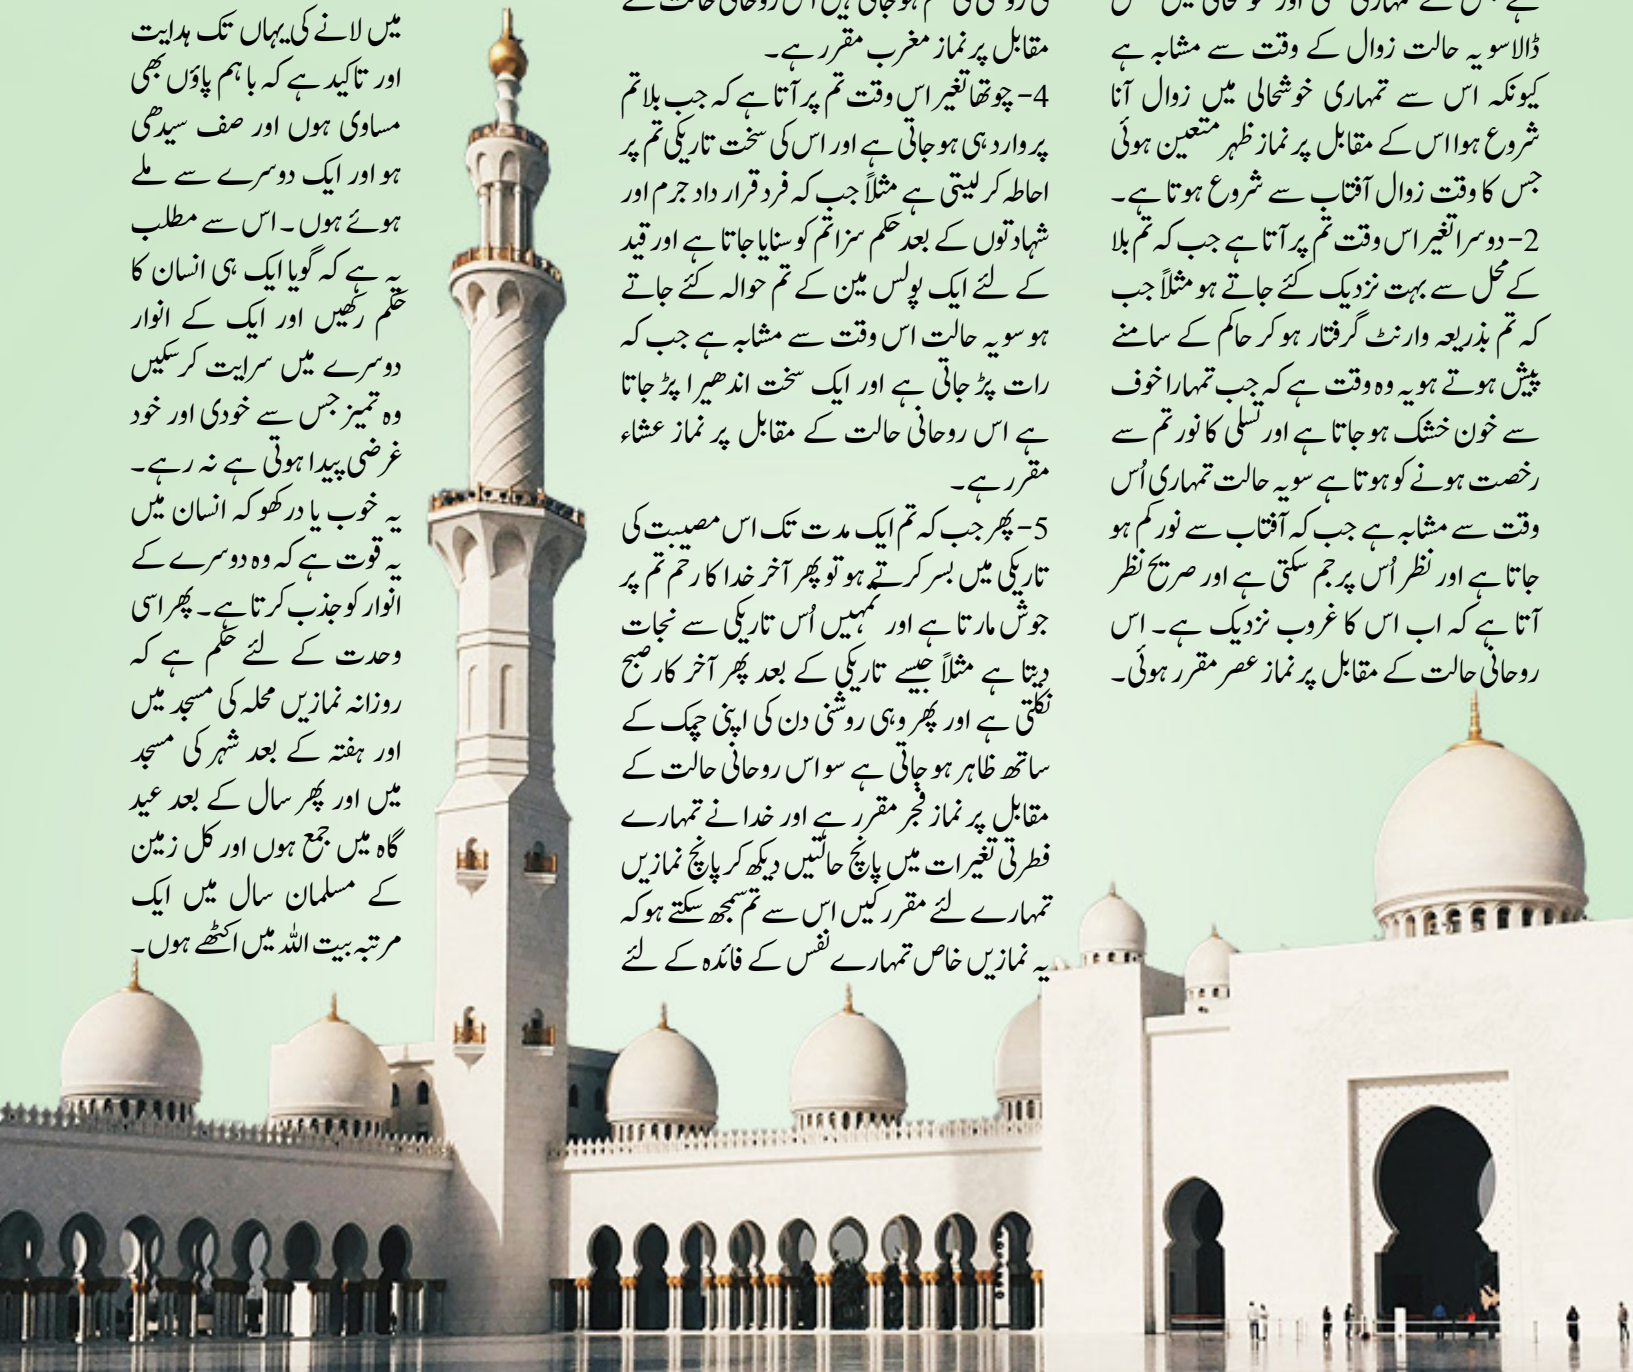 ڈالا سو یہ حالت زوال کے وقت سے مشابہ ہے
کیونکہ اس سے تمہاری خوشحالی میں زوال آنا
شروع ہوا اس کے مقابل پر نماز ظہر متعین ہوئی
جس کا وقت زوال آفتاب سے شروع ہوتا ہے۔
2- دوسرا تغیر اس وقت تم پر آتا ہے جب کہ تم بلا
کے محل سے بہت نزدیک کئے جاتے ہو مثلاً جب
کہ تم بذریعہ وارنٹ گرفتار ہو کر حاکم کے سامنے
پیش ہوتے ہو یہ وہ وقت ہے کہ جب تمہارا خوف
سے خون خشک ہو جاتا ہے اور تسلی کا نور تم سے
رخصت ہونے کو ہوتا ہے سو یہ حالت تمہاری اُس
وقت سے مشابہ ہے جب کہ آفتاب سے نور کم ہو
جاتا ہے اور نظر اُس پر جم سکتی ہے اور صریح نظر
آتا ہے کہ اب اس کا غروب نزدیک ہے۔ اس
روحانی حالت کے مقابل پر نماز عصر مقرر ہوئی۔
مقابل پر نماز مغرب مقرر ہے۔
4- چوتھا تغیر اس وقت تم پر آتا ہے کہ جب بلا تم
پر وارد ہی ہو جاتی ہے اور اس کی سخت تاریکی تم پر
احاطہ کر لیتی ہے مثلاً جب کہ فرد قرار داد جرم اور
شہادتوں کے بعد حکم سزا تم کو سنایا جاتا ہے اور قید
کے لئے ایک پولس مین کے تم حوالہ کئے جاتے
ہو سو یہ حالت اس وقت سے مشابہ ہے جب کہ
رات پڑ جاتی ہے اور ایک سخت اندھیرا پڑ جاتا
ہے اس روحانی حالت کے مقابل پر نماز عشاء
مقرر ہے۔
5- پھر جب کہ تم ایک مدت تک اس مصیبت کی
تاریکی میں بسر کرتے ہو تو پھر آخر خدا کا رحم تم پر
جوش مارتا ہے اور تمہیں اُس تاریکی سے نجات
دیتا ہے مثلاً جیسے تاریکی کے بعد پھر آخر کار صبح
نکلتی ہے اور پھر وہی روشنی دن کی اپنی چمک کے
ساتھ ظاہر ہو جاتی ہے سو اس روحانی حالت کے
مقابل پر نماز فجر مقرر ہے اور خدا نے تمہارے
فطرتی تغیرات میں پانچ حالتیں دیکھ کر پانچ نمازیں
تمہارے لئے مقرر کیں اس سے تم سمجھ سکتے ہو کہ
یہ نمازیں خاص تمہارے نفس کے فائدہ کے لئے
میں لانے کی یہاں تک ہدایت
اور تاکید ہے کہ باہم پاؤں بھی
مساوی ہوں اور صف سیدھی
ہو اور ایک دوسرے سے ملے
ہوئے ہوں۔ اس سے مطلب
یہ ہے کہ گویا ایک ہی انسان کا
حکم رکھیں اور ایک کے انوار
دوسرے میں سرایت کر سکیں
وہ تمیز جس سے خودی اور خود
غرضی پیدا ہوتی ہے نہ رہے۔
یہ خوب یاد رکھو کہ انسان میں
یہ قوت ہے کہ وہ دوسرے کے
انوار کو جذب کرتا ہے۔ پھر اسی
وحدت کے لئے حکم ہے کہ
روزانہ نمازیں محلہ کی مسجد میں
اور ہفتہ کے بعد شہر کی مسجد
میں اور پھر سال کے بعد عید
گاہ میں جمع ہوں اور کل زمین
کے مسلمان سال میں ایک
مرتبہ بیت اللہ میں اکٹھے ہوں۔